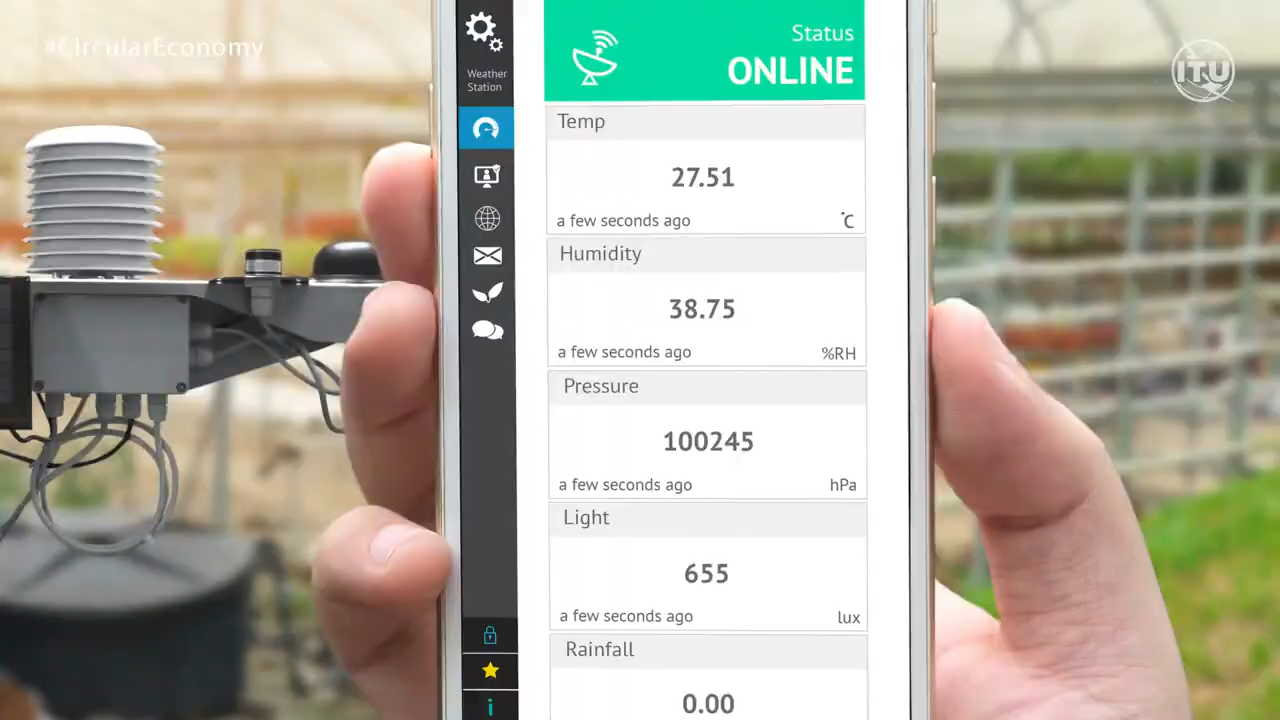 #CircularEconomy
ITU
Weather
Station
Status
ONLINE
Temp
27.51
a few seconds ago
°C
Humidity
38.75
a few seconds ago
%RH
Pressure
100245
a few seconds ago
hPa
Light
655
a few seconds ago
lux
Rainfall
0.00
i